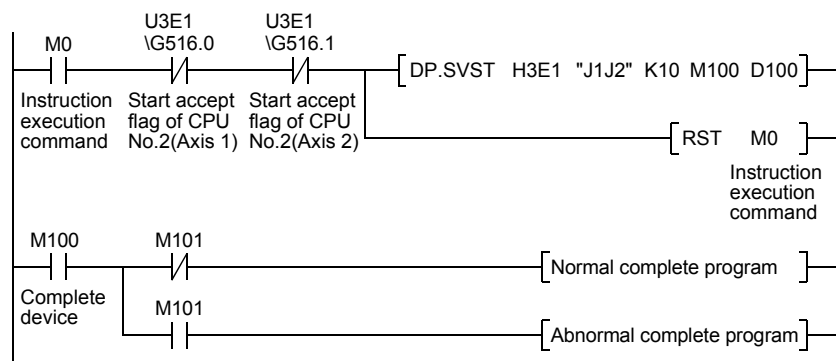 U3E1 U3E1
M0 \G516.0 \G516.1
DP.SVST H3E1 "J1J2" K10 M100 D100
Instruction execution command
Start accept flag of CPU No.2(Axis 1)
Start accept flag of CPU No.2(Axis 2)
RST M0
Instruction
execution
command
M100 M101
Normal complete program
Complete
device
M101
Abnormal complete program